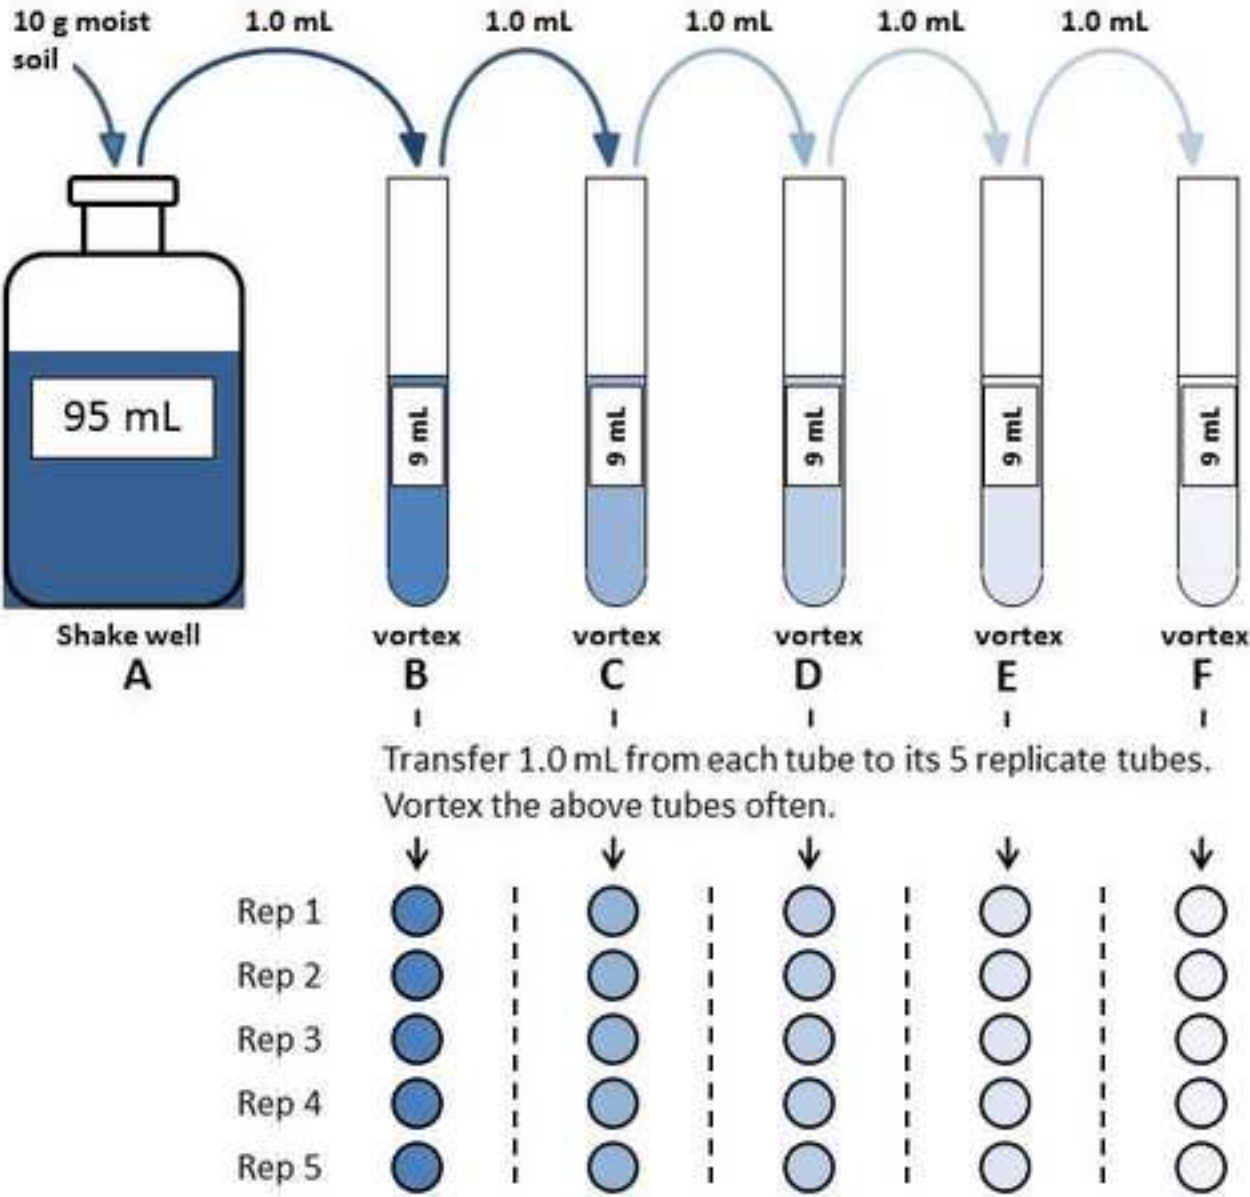 10 g moist
soil
1.0 mL
1.0 mL
1.0 mL
1.0 mL
1.0 mL
95 mL
9 mL
9 mL
9 mL
9 mL
9 mL
Shake well
vortex
vortex
vortex
vortex
vortex
A
B
C
D
E
F
Transfer 1.0 mL from each tube to its 5 replicate tubes.
Vortex the above tubes often.
Rep 1
Rep 2
Rep 3
Rep 4
Rep 5